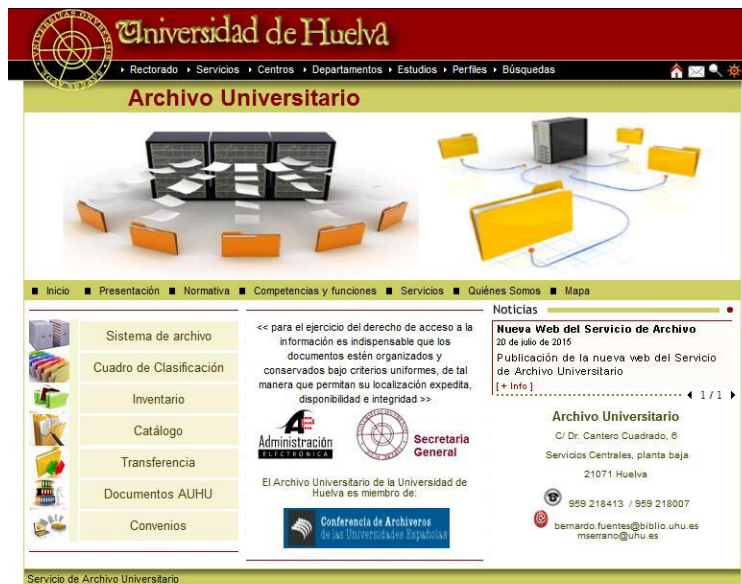 Universidad de Huelva
Rectorado Servicios Centros Departamentos Estudios Perfiles Búsquedas
Archivo Universitario
Inicio Presentación Normativa Competencias y funciones Servicios Quiénes Somos Mapa
Sistema de archivo
Cuadro de Clasificación
Inventario
Catálogo
Transferencia
Documentos AUHU
Convenios
<< para el ejercicio del derecho de acceso a la
información es indispensable que los
documentos estén organizados y
conservados bajo criterios uniformes, de tal
manera que permitan su localización expedita,
disponibilidad e integridad >>
Administración
ELECTRÓNICA
Secretaria
General
El Archivo Universitario de la Universidad de
Huelva es miembro de:
Conferencia de Archiveros
de las Universidades Españolas
Noticias
Nueva Web del Servicio de Archivo
20 de julio de 2015
Publicación de la nueva web del Servicio
de Archivo Universitario
[+ Info ]
1 / 1
Archivo Universitario
C/ Dr. Cantero Cuadrado, 6
Servicios Centrales, planta baja
21071 Huelva
959 218413 / 959 218007
bernardo.fuentes@biblio.uhu.es
mserrano@uhu.es
Servicio de Archivo Universitario